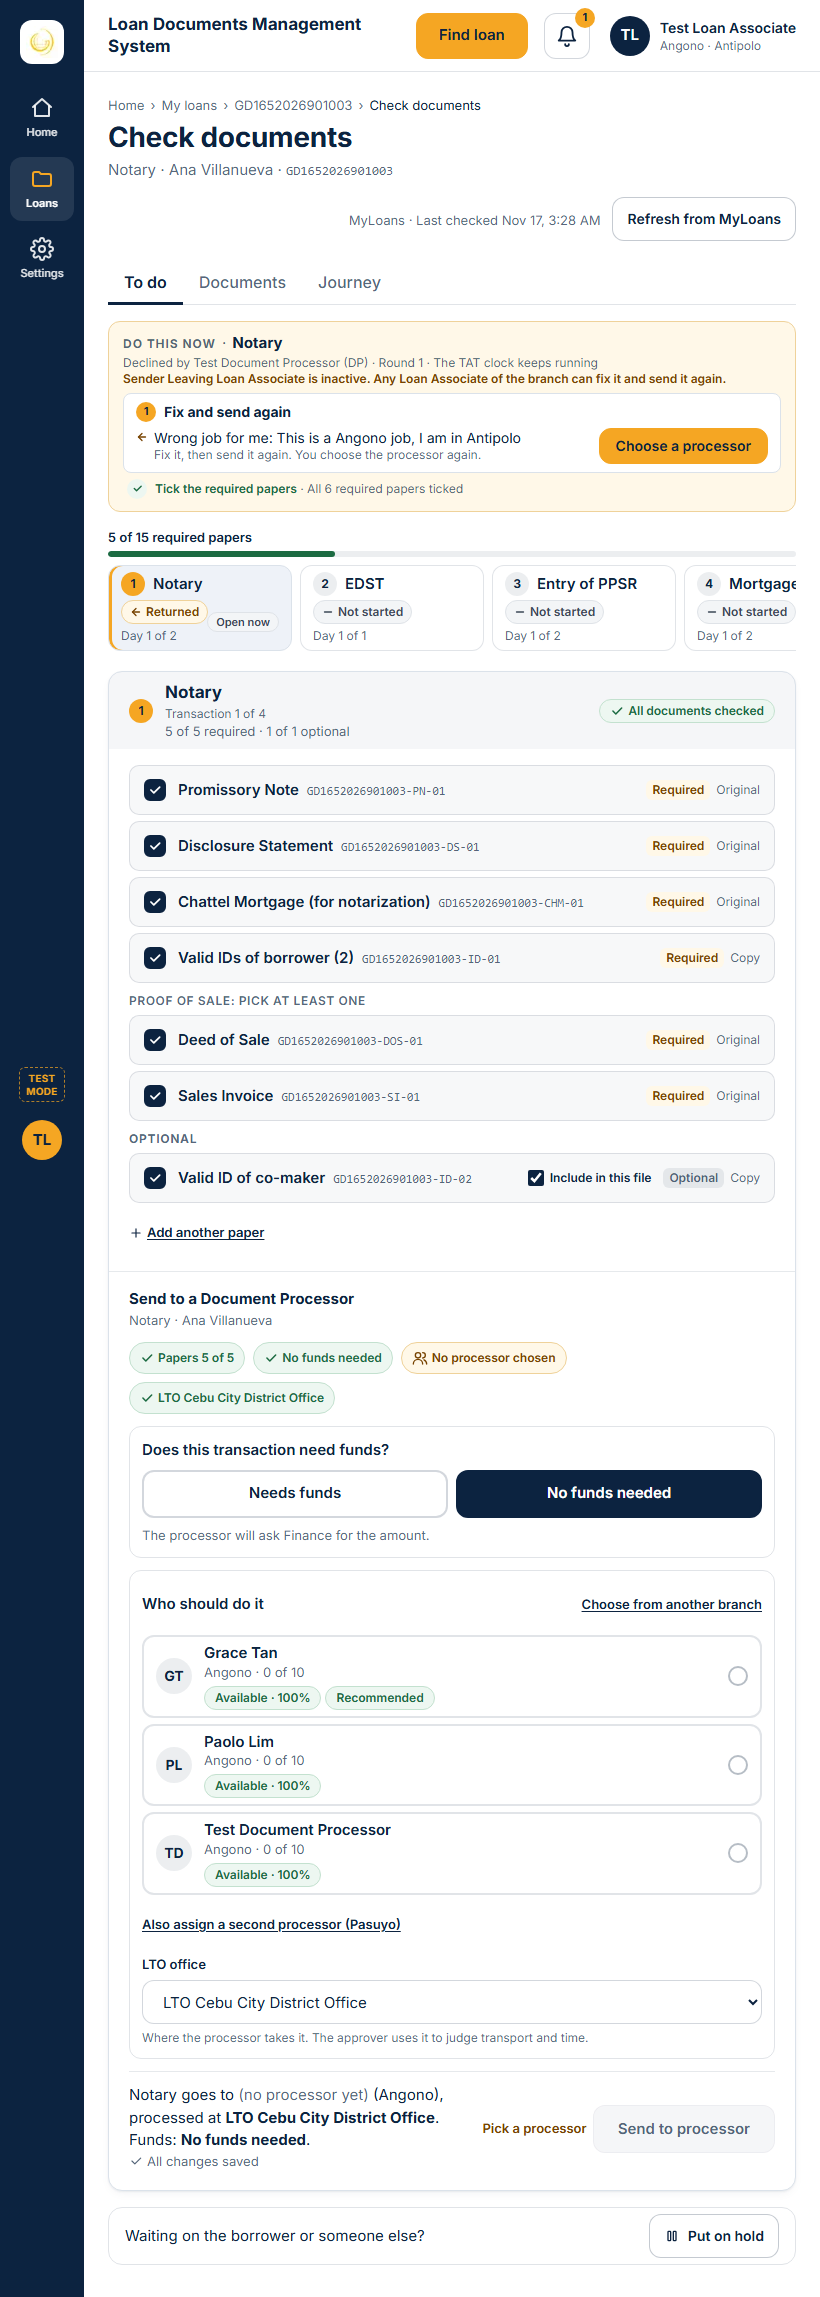 Loan Documents Management System
Find loan
1
TL
Test Loan Associate
Angono · Antipolo
Home
Loans
Settings
TEST MODE
TL
Home › My loans › GD1652026901003 › Check documents
Check documents
Notary · Ana Villanueva · GD1652026901003
MyLoans · Last checked Nov 17, 3:28 AM
Refresh from MyLoans
To do
Documents
Journey
DO THIS NOW · Notary
Declined by Test Document Processor (DP) · Round 1 · The TAT clock keeps running
Sender Leaving Loan Associate is inactive. Any Loan Associate of the branch can fix it and send it again.
1 Fix and send again
← Wrong job for me: This is a Angono job, I am in Antipolo
Fix it, then send it again. You choose the processor again.
Choose a processor
✓ Tick the required papers · All 6 required papers ticked
5 of 15 required papers
1 Notary
← Returned
Open now
Day 1 of 2
2 EDST
– Not started
Day 1 of 1
3 Entry of PPSR
– Not started
Day 1 of 2
4 Mortgage
– Not started
Day 1 of 2
1
Notary
Transaction 1 of 4
5 of 5 required · 1 of 1 optional
✓ All documents checked
Promissory Note GD1652026901003-PN-01 Required Original
Disclosure Statement GD1652026901003-DS-01 Required Original
Chattel Mortgage (for notarization) GD1652026901003-CHM-01 Required Original
Valid IDs of borrower (2) GD1652026901003-ID-01 Required Copy
PROOF OF SALE: PICK AT LEAST ONE
Deed of Sale GD1652026901003-DOS-01 Required Original
Sales Invoice GD1652026901003-SI-01 Required Original
OPTIONAL
Valid ID of co-maker GD1652026901003-ID-02 Include in this file Optional Copy
+ Add another paper
Send to a Document Processor
Notary · Ana Villanueva
✓ Papers 5 of 5
✓ No funds needed
No processor chosen
✓ LTO Cebu City District Office
Does this transaction need funds?
Needs funds
No funds needed
The processor will ask Finance for the amount.
Who should do it
Choose from another branch
GT
Grace Tan
Angono · 0 of 10
Available · 100%
Recommended
PL
Paolo Lim
Angono · 0 of 10
Available · 100%
TD
Test Document Processor
Angono · 0 of 10
Available · 100%
Also assign a second processor (Pasuyo)
LTO office
LTO Cebu City District Office
Where the processor takes it. The approver uses it to judge transport and time.
Notary goes to (no processor yet) (Angono),
processed at LTO Cebu City District Office.
Funds: No funds needed.
✓ All changes saved
Pick a processor
Send to processor
Waiting on the borrower or someone else?
Put on hold